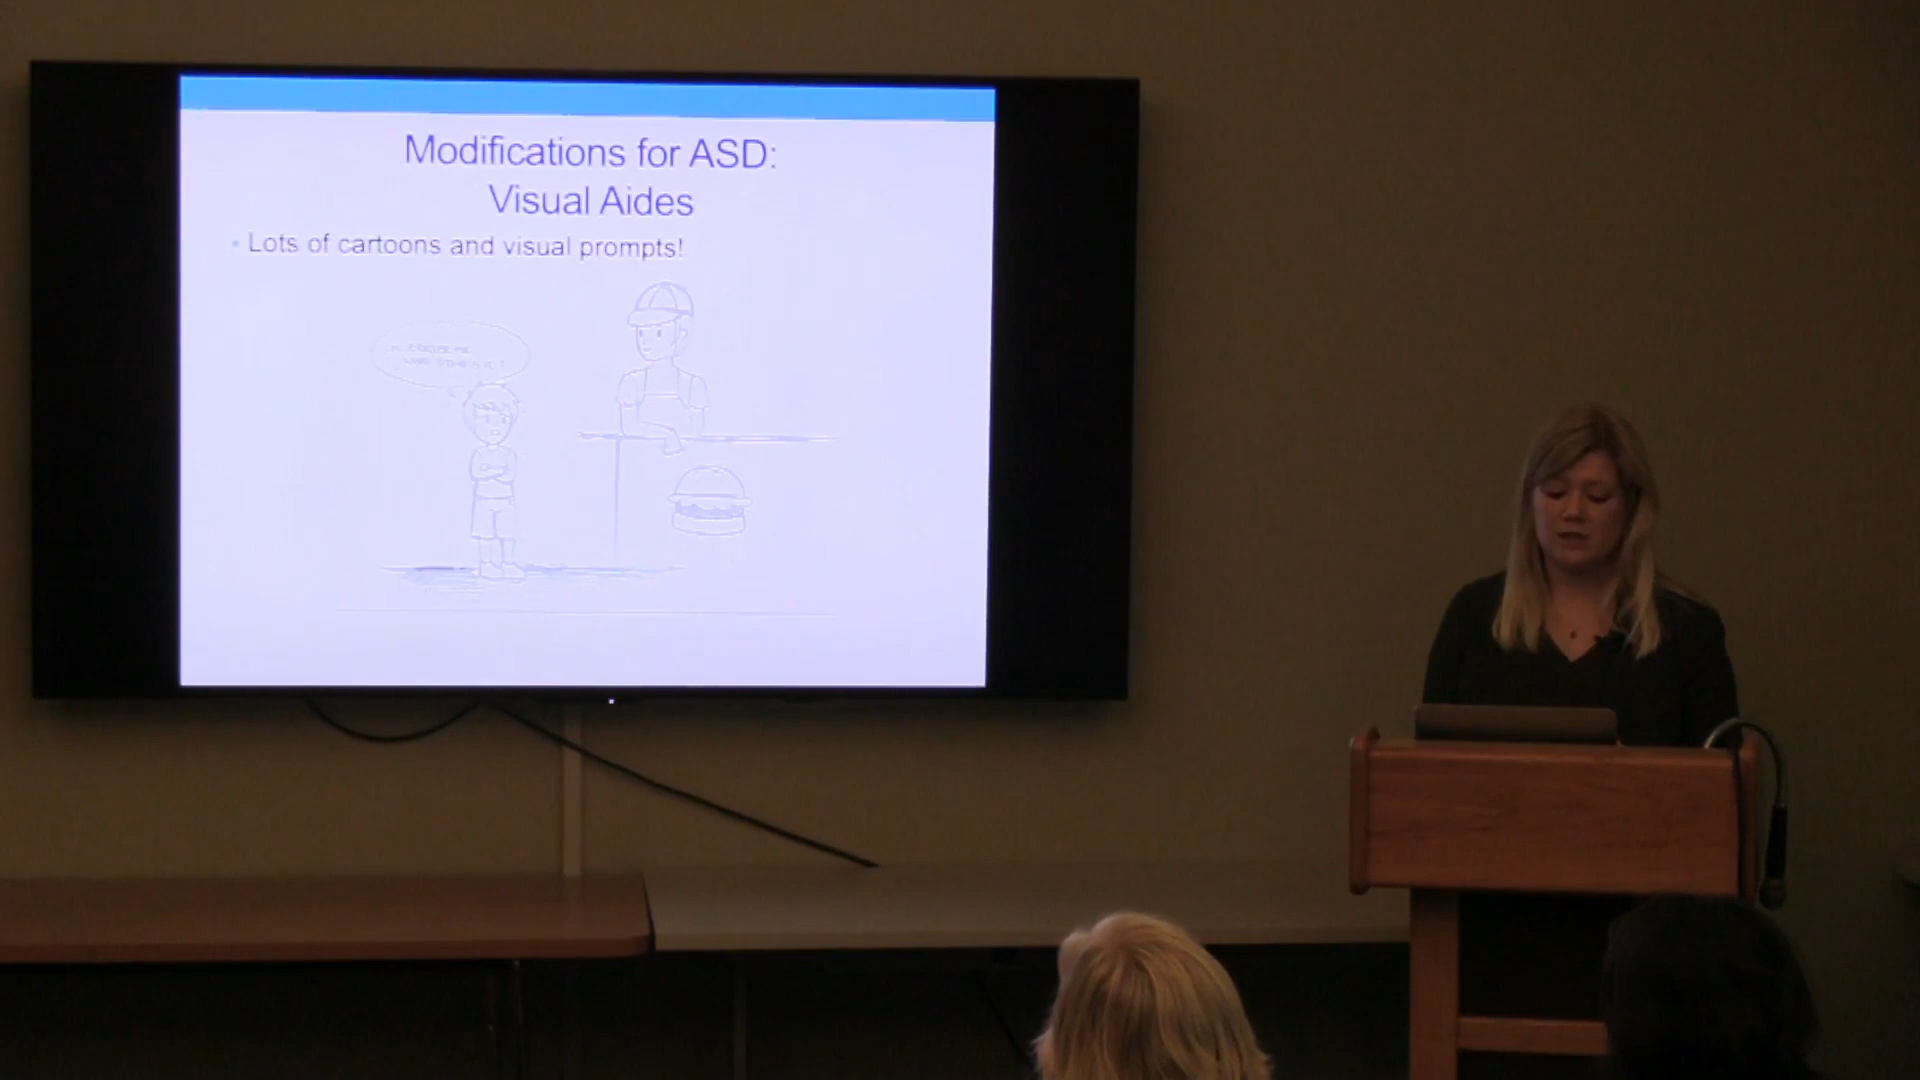 Modifications for ASD:
Visual Aides
• Lots of cartoons and visual prompts!